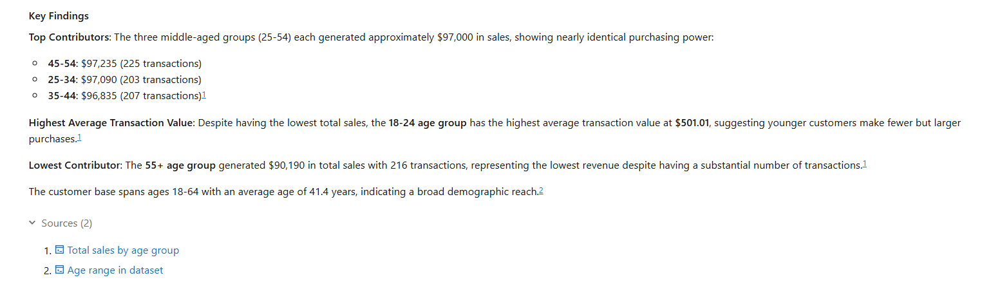 Key Findings
Top Contributors: The three middle-aged groups (25-54) each generated approximately $97,000 in sales, showing nearly identical purchasing power:
45-54: $97,235 (225 transactions)
25-34: $97,090 (203 transactions)
35-44: $96,835 (207 transactions)1
Highest Average Transaction Value: Despite having the lowest total sales, the 18-24 age group has the highest average transaction value at $501.01, suggesting younger customers make fewer but larger
purchases.1
Lowest Contributor: The 55+ age group generated $90,190 in total sales with 216 transactions, representing the lowest revenue despite having a substantial number of transactions.1
The customer base spans ages 18-64 with an average age of 41.4 years, indicating a broad demographic reach.2
Sources (2)
1. Total sales by age group
2. Age range in dataset